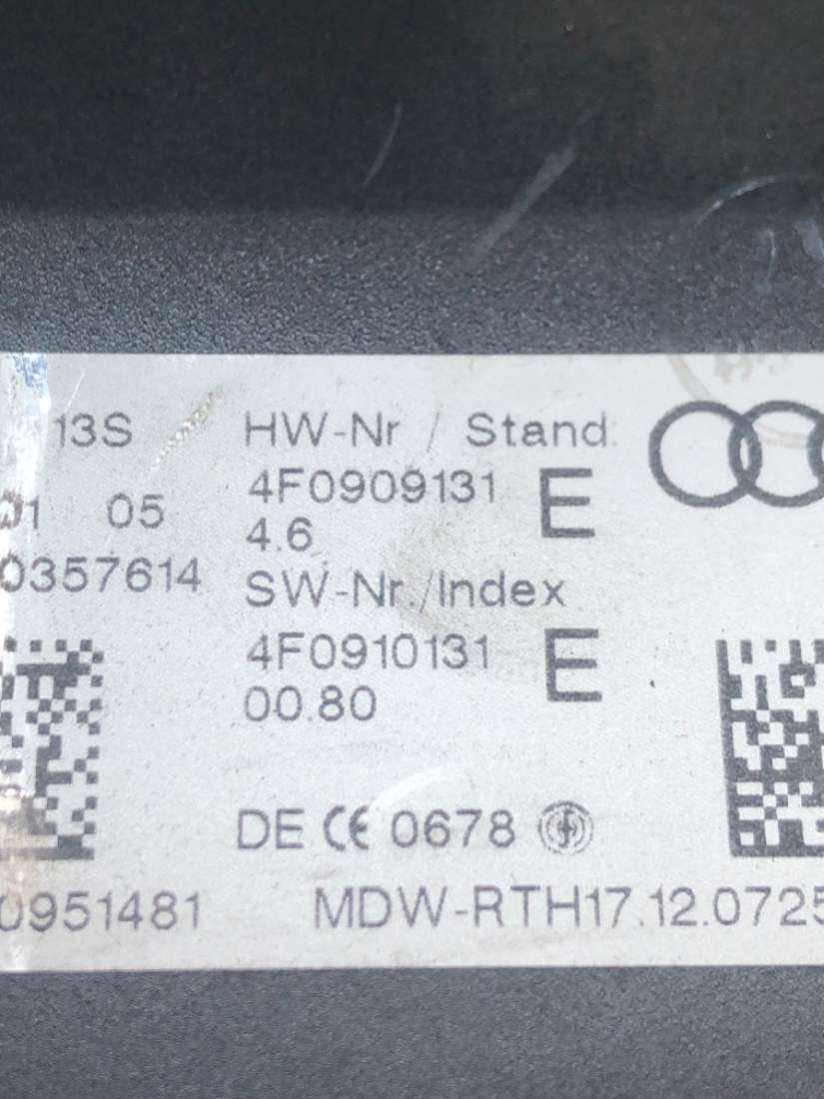 13S
01 05
0357614
0951481
HW-Nr / Stand:
4F0909131 E
4.6
SW-Nr./Index
4F0910131 E
00.80
DE CE 0678
MDW-RTH17.12.0725